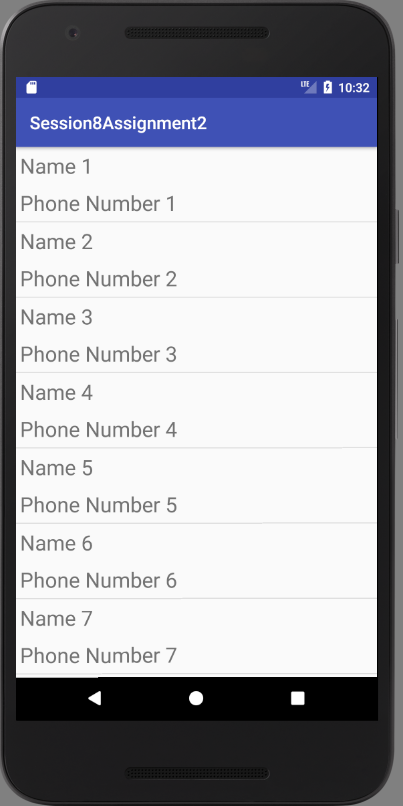 LTE 10:32
Session8Assignment2
Name 1
Phone Number 1
Name 2
Phone Number 2
Name 3
Phone Number 3
Name 4
Phone Number 4
Name 5
Phone Number 5
Name 6
Phone Number 6
Name 7
Phone Number 7